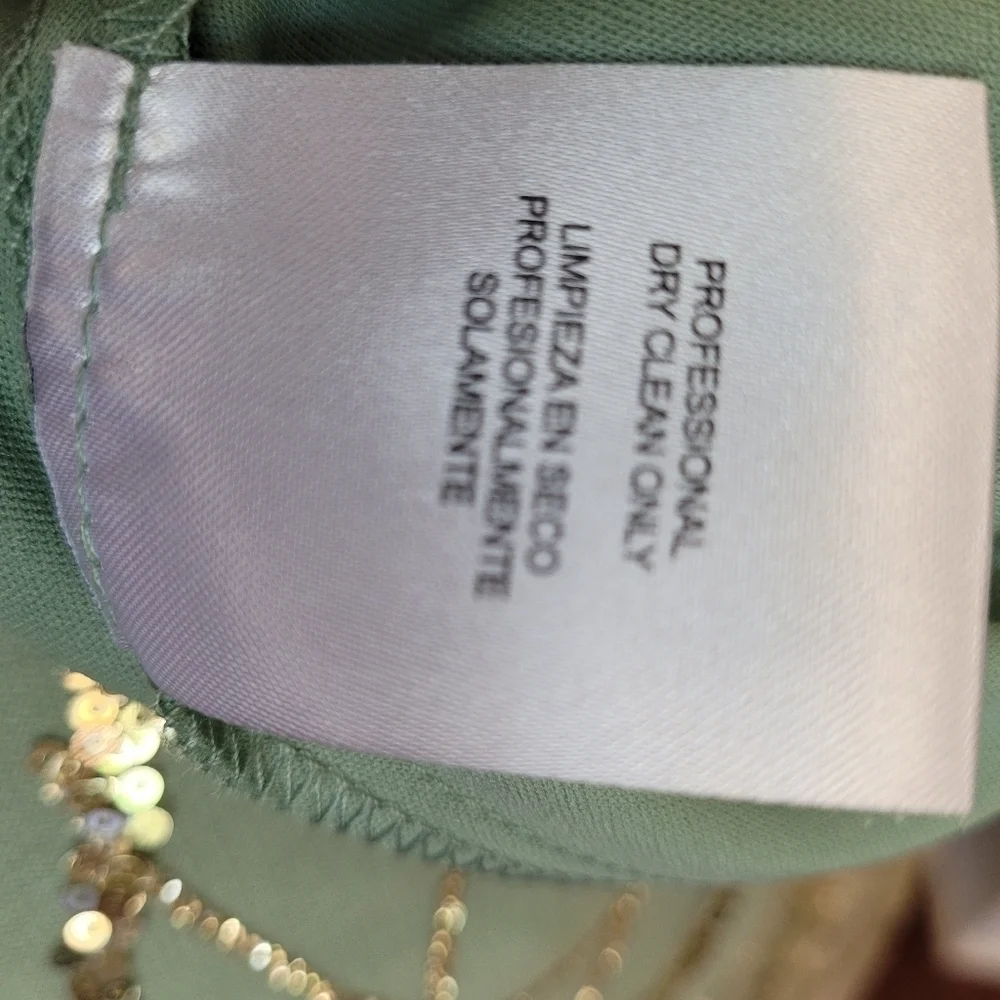 PROFESSIONAL
DRY CLEAN ONLY
LIMPIEZA EN SECO
PROFESIONALMENTE
SOLAMENTE